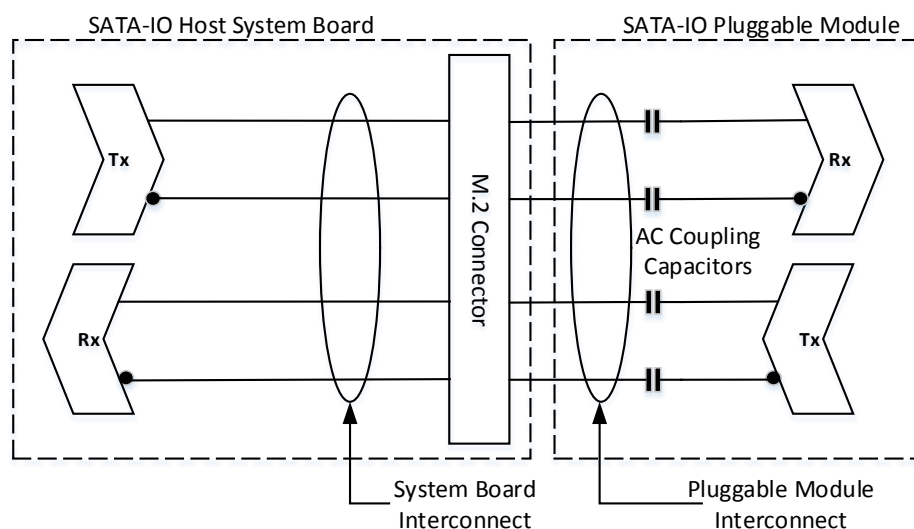 SATA-IO Host System Board
SATA-IO Pluggable Module
Tx
Rx
M.2 Connector
AC Coupling
Capacitors
Rx
Tx
System Board
Interconnect
Pluggable Module
Interconnect